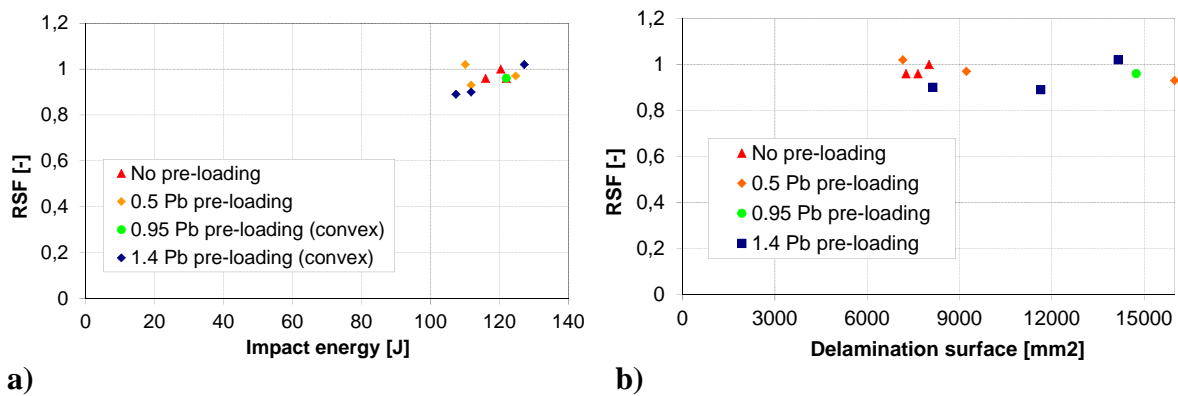 1,2
1
0,8
0,6
0,4
0,2
0
RSF [-]
No pre-loading
0.5 Pb pre-loading
0.95 Pb pre-loading (convex)
1.4 Pb pre-loading (convex)
0 20 40 60 80 100 120 140
Impact energy [J]
a)
1,2
1
0,8
0,6
0,4
0,2
0
RSF [-]
No pre-loading
0.5 Pb pre-loading
0.95 Pb pre-loading
1.4 Pb pre-loading
0 3000 6000 9000 12000 15000
Delamination surface [mm2]
b)